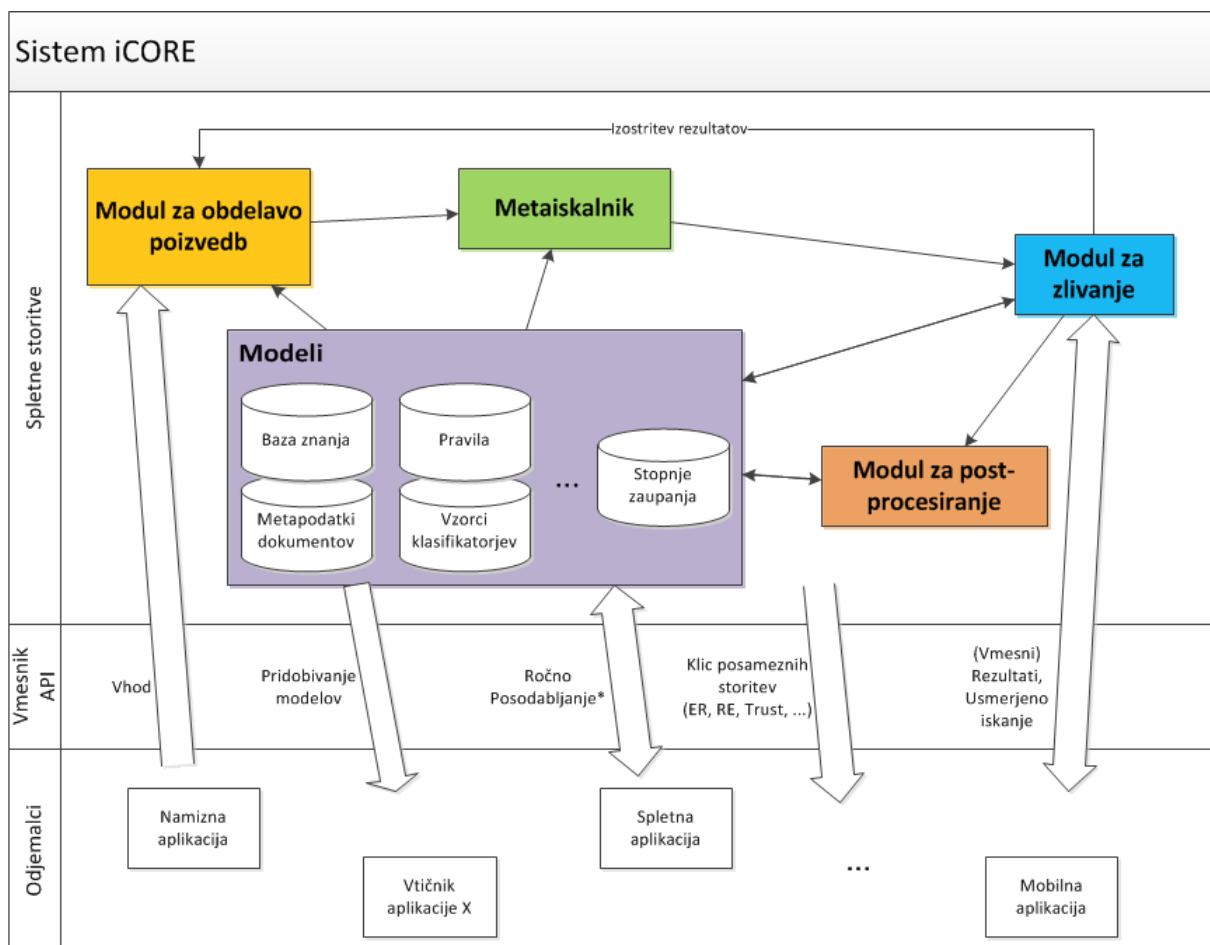 Sistem iCORE
Spletne storitve
Izostritev rezultatov
Modul za obdelavo
poizvedb
Metaiskalnik
Modul za
zlivanje
Modeli
Baza znanja
Pravila
Metapodatki
dokumentov
Vzorci
klasifikatorjev
...
Stopnje
zaupanja
Modul za post-
procesiranje
Vmesnik
API
Vhod
Pridobivanje
modelov
Ročno
Posodabljanje*
Klic posameznih
storitev
(ER, RE, Trust, ...)
(Vmesni)
Rezultati,
Usmerjeno
iskanje
Odjemalci
Namizna
aplikacija
Vtičnik
aplikacije X
Spletna
aplikacija
...
Mobilna
aplikacija